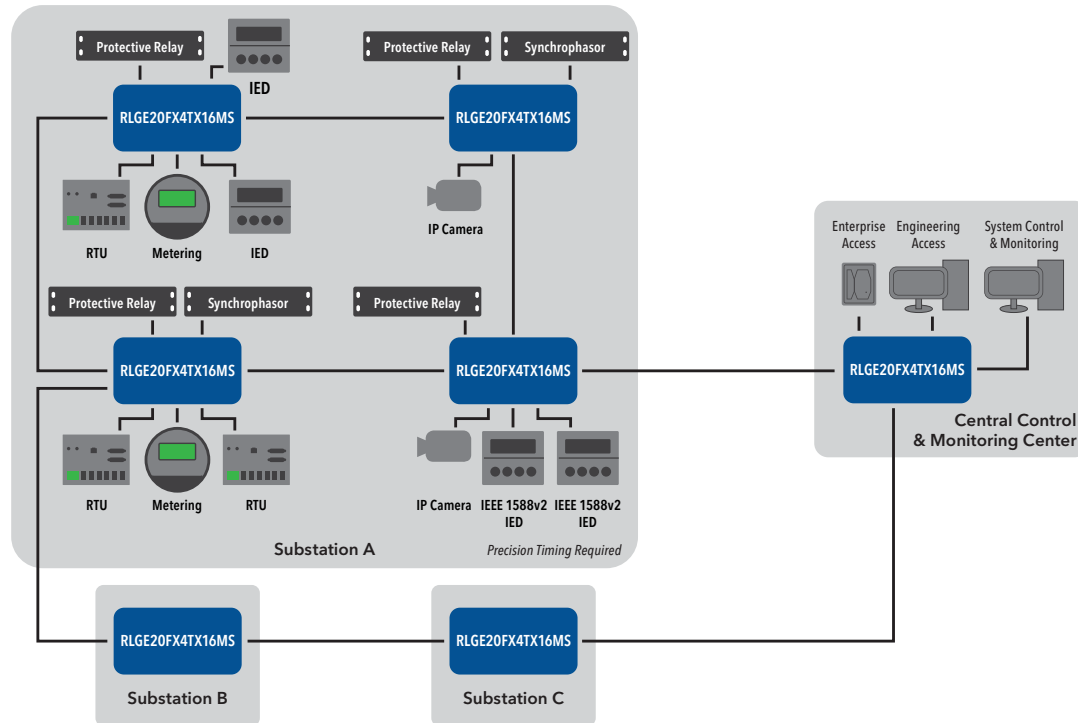 Protective Relay
IED
Protective Relay
Synchrophasor
RLGE20FX4TX16MS
RLGE20FX4TX16MS
RTU
Metering
IED
IP Camera
Protective Relay
Synchrophasor
Protective Relay
RLGE20FX4TX16MS
RLGE20FX4TX16MS
RTU
Metering
RTU
IP Camera
IEEE 1588v2
IED
IEEE 1588v2
IED
Substation A
Precision Timing Required
Enterprise
Access
Engineering
Access
System Control
& Monitoring
RLGE20FX4TX16MS
Central Control
& Monitoring Center
RLGE20FX4TX16MS
Substation B
RLGE20FX4TX16MS
Substation C